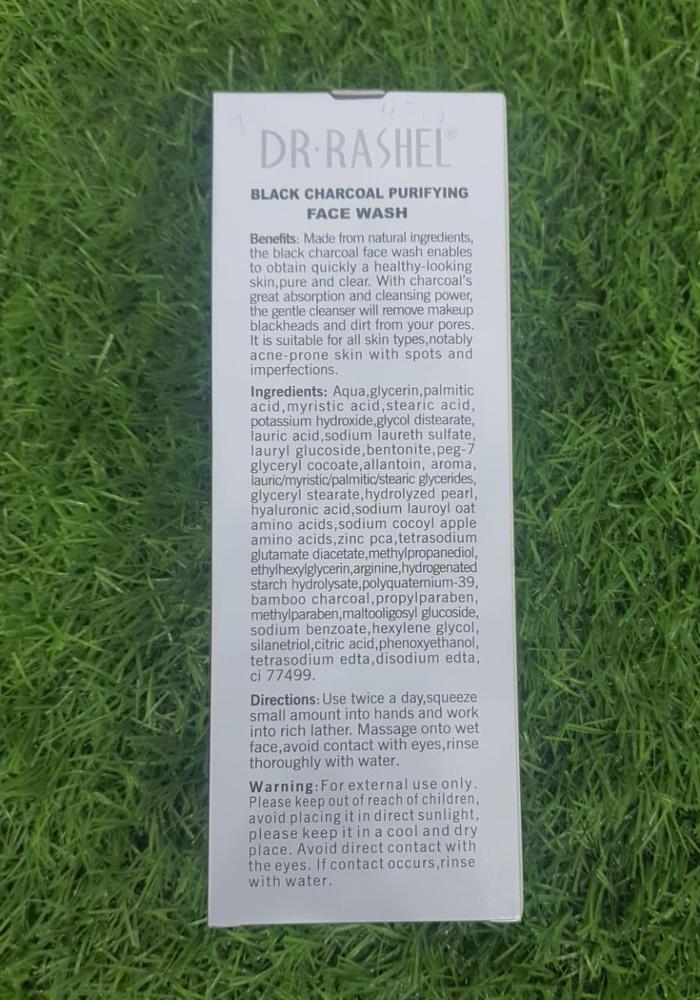 DR·RASHEL®
BLACK CHARCOAL PURIFYING
FACE WASH
Benefits: Made from natural ingredients,
the black charcoal face wash enables
to obtain quickly a healthy-looking
skin,pure and clear. With charcoal's
great absorption and cleansing power,
the gentle cleanser will remove makeup
blackheads and dirt from your pores.
It is suitable for all skin types,notably
acne-prone skin with spots and
imperfections.
Ingredients: Aqua,glycerin,palmitic
acid,myristic acid,stearic acid,
potassium hydroxide,glycol distearate,
lauric acid,sodium laureth sulfate,
lauryl glucoside,bentonite,peg-7
glyceryl cocoate,allantoin, aroma,
lauric/myristic/palmitic/stearic glycerides,
glyceryl stearate,hydrolyzed pearl,
hyaluronic acid,sodium lauroyl oat
amino acids,sodium cocoyl apple
amino acids,zinc pca,tetrasodium
glutamate diacetate,methylpropanediol,
ethylhexylglycerin,arginine,hydrogenated
starch hydrolysate,polyquaternium-39,
bamboo charcoal,propylparaben,
methylparaben,maltooligosyl glucoside,
sodium benzoate,hexylene glycol,
silanetriol,citric acid,phenoxyethanol,
tetrasodium edta,disodium edta,
ci 77499.
Directions: Use twice a day,squeeze
small amount into hands and work
into rich lather. Massage onto wet
face,avoid contact with eyes,rinse
thoroughly with water.
Warning:For external use only.
Please keep out of reach of children,
avoid placing it in direct sunlight,
please keep it in a cool and dry
place. Avoid direct contact with
the eyes. If contact occurs,rinse
with water.